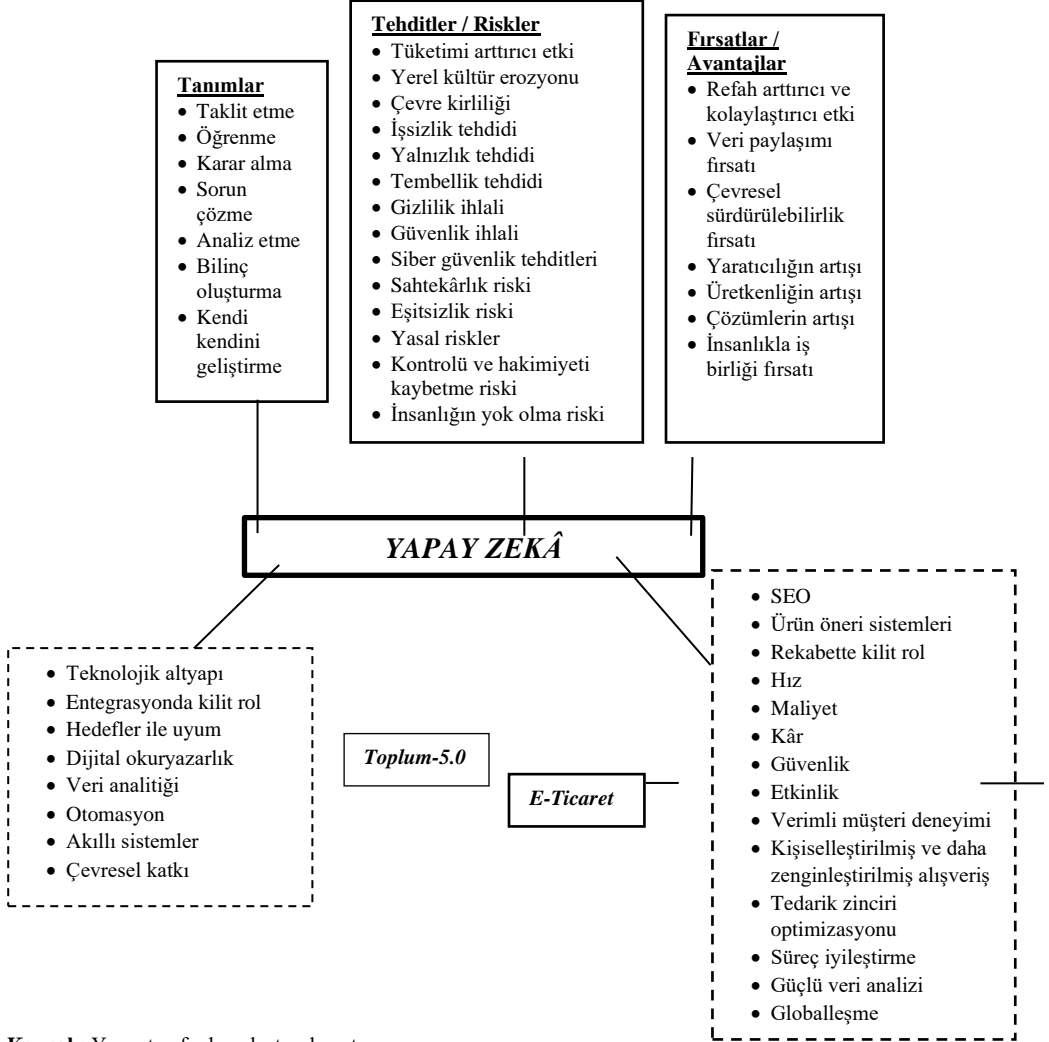 Tanımlar
• Taklit etme
• Öğrenme
• Karar alma
• Sorun
çözme
• Analiz etme
• Bilinç
oluşturma
• Kendi
kendini
geliştirme
Tehditler / Riskler
• Tüketimi arttırıcı etki
• Yerel kültür erozyonu
• Çevre kirliliği
• İşsizlik tehdidi
• Yalnızlık tehdidi
• Tembellik tehdidi
• Gizlilik ihlali
• Güvenlik ihlali
• Siber güvenlik tehditleri
• Sahtekârlık riski
• Eşitsizlik riski
• Yasal riskler
• Kontrolü ve hakimiyeti
kaybetme riski
• İnsanlığın yok olma riski
Fırsatlar /
Avantajlar
• Refah arttırıcı ve
kolaylaştırıcı etki
• Veri paylaşımı
fırsatı
• Çevresel
sürdürülebilirlik
fırsatı
• Yaratıcılığın artışı
• Üretkenliğin artışı
• Çözümlerin artışı
• İnsanlıkla iş
birliği fırsatı
YAPAY ZEKÂ
• Teknolojik altyapı
• Entegrasyonda kilit rol
• Hedefler ile uyum
• Dijital okuryazarlık
• Veri analitiği
• Otomasyon
• Akıllı sistemler
• Çevresel katkı
Toplum-5.0
E-Ticaret
• SEO
• Ürün öneri sistemleri
• Rekabette kilit rol
• Hız
• Maliyet
• Kâr
• Güvenlik
• Etkinlik
• Verimli müşteri deneyimi
• Kişiselleştirilmiş ve daha
zenginleştirilmiş alışveriş
• Tedarik zinciri
optimizasyonu
• Süreç iyileştirme
• Güçlü veri analizi
• Globalleşme